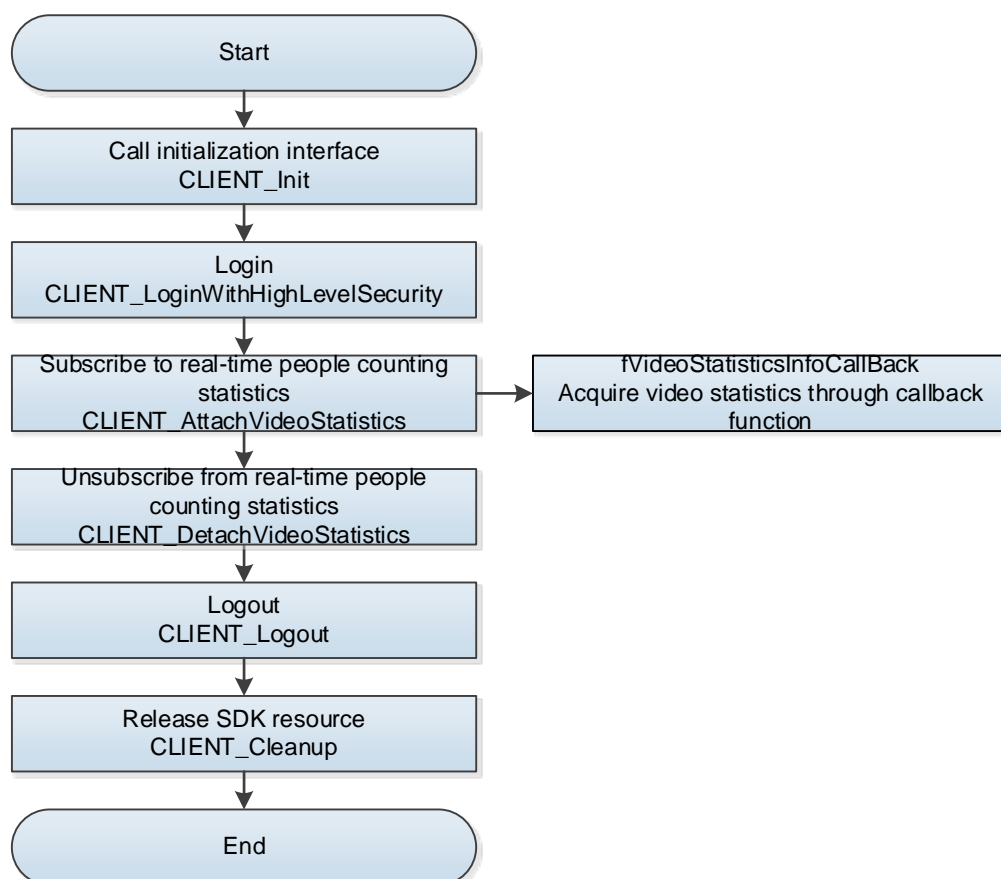 Start
Call initialization interface
CLIENT_Init
Login
CLIENT_LoginWithHighLevelSecurity
Subscribe to real-time people counting
statistics
CLIENT_AttachVideoStatistics
fVideoStatisticsInfoCallBack
Acquire video statistics through callback
function
Unsubscribe from real-time people
counting statistics
CLIENT_DetachVideoStatistics
Logout
CLIENT_Logout
Release SDK resource
CLIENT_Cleanup
End